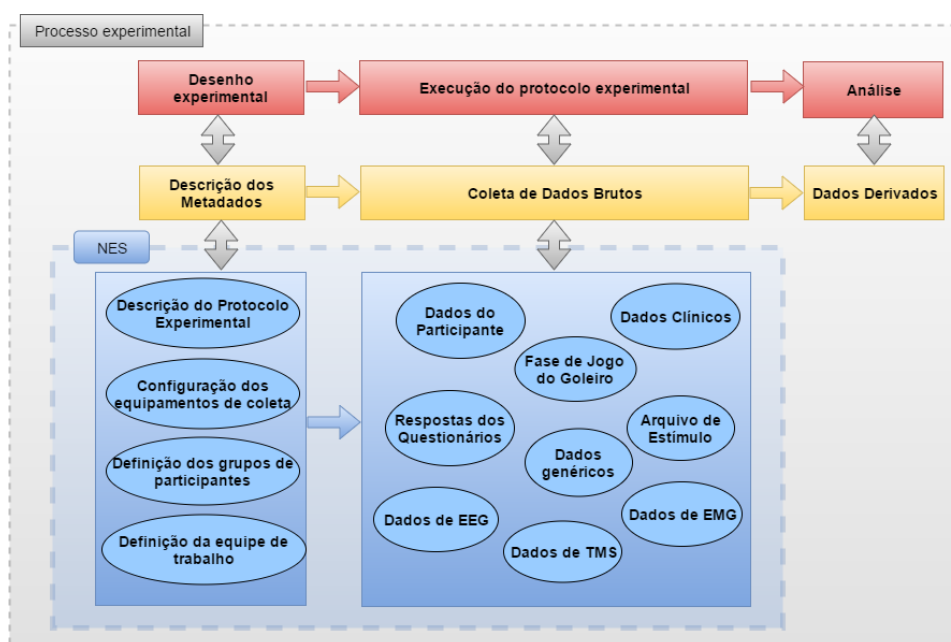 Processo experimental
Desenho
experimental
Execução do protocolo experimental
Análise
Descrição dos
Metadados
Coleta de Dados Brutos
Dados Derivados
NES
Descrição do Protocolo
Experimental
Configuração dos
equipamentos de coleta
Definição dos grupos de
participantes
Definição da equipe de
trabalho
Dados do
Participante
Dados Clínicos
Fase de Jogo
do Goleiro
Respostas dos
Questionários
Arquivo de
Estímulo
Dados
genéricos
Dados de EEG
Dados de EMG
Dados de TMS